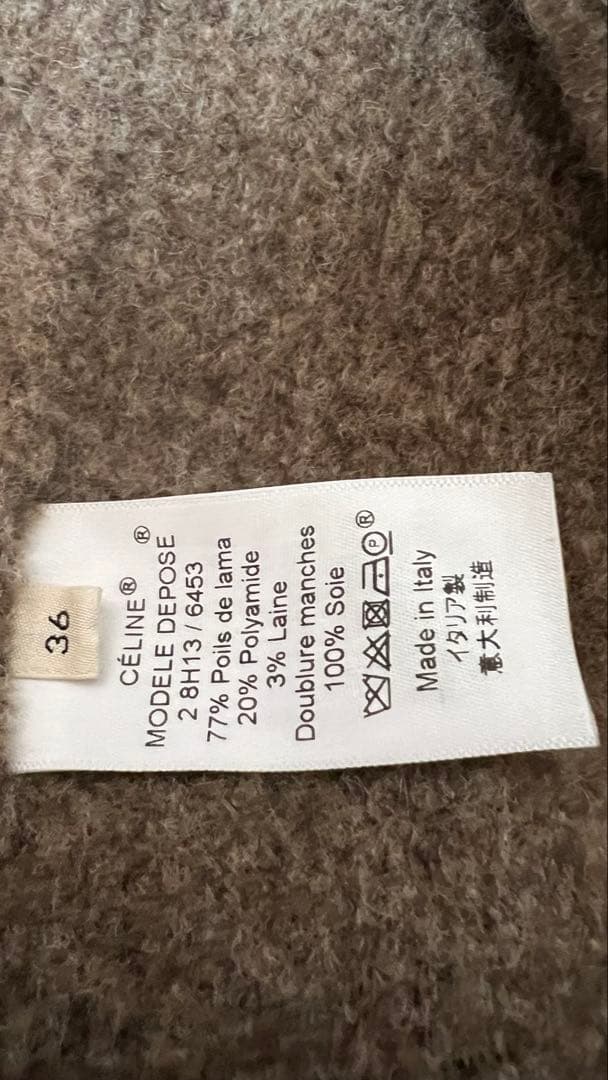 36
CÉLINE®
MODELE DEPOSE ®
2 8H13 / 6453
77% Poils de lama
20% Polyamide
3% Laine
Doublure manches
100% Soie
P ®
Made in Italy
イタリア製
意大利制造